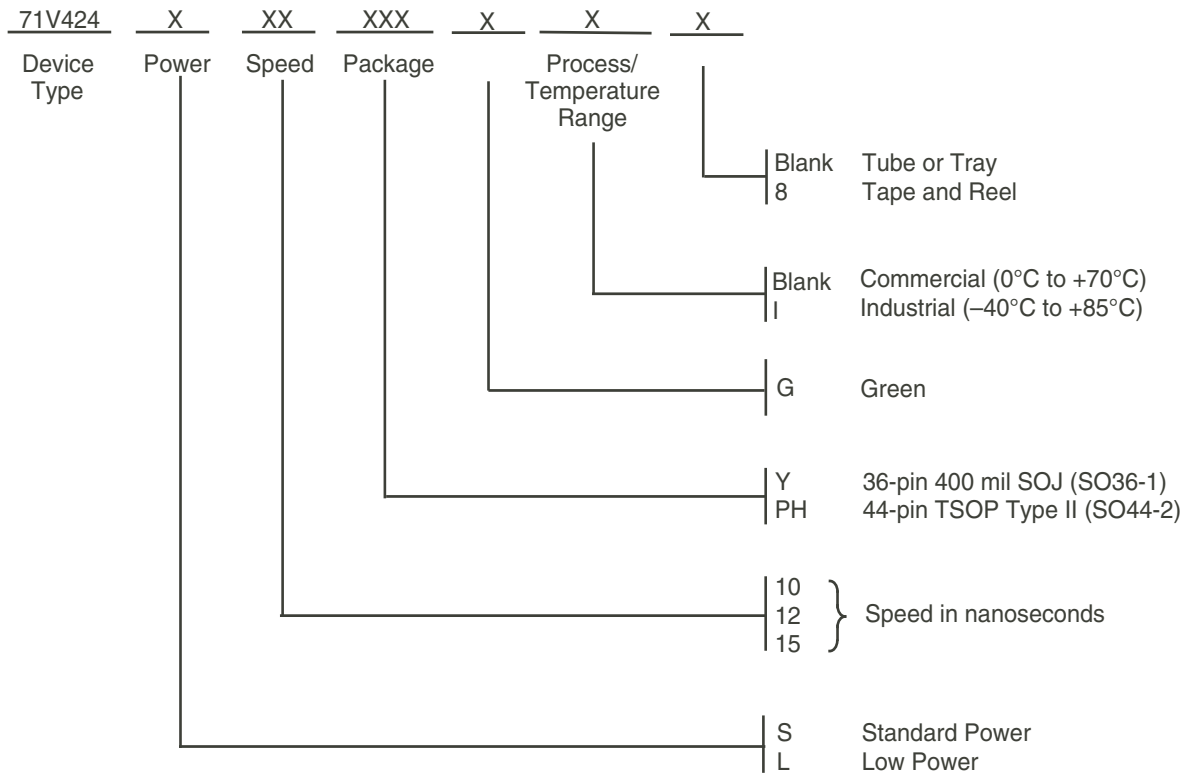 71V424 X XX XXX X X X
Device Type
Power
Speed
Package
Process/
Temperature
Range
Blank Tube or Tray
8 Tape and Reel
Blank Commercial (0°C to +70°C)
I Industrial (–40°C to +85°C)
G Green
Y 36-pin 400 mil SOJ (SO36-1)
PH 44-pin TSOP Type II (SO44-2)
10
12 Speed in nanoseconds
15
S Standard Power
L Low Power